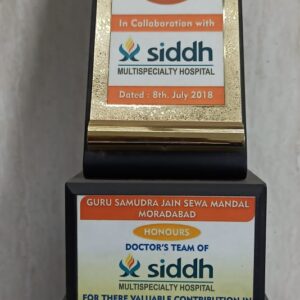 In Collaboration with
siddh
MULTISPECIALTY HOSPITAL
Dated : 8th. July 2018
GURU SAMUDRA JAIN SEWA MANDAL
MORADABAD
HONOURS
DOCTOR'S TEAM OF
siddh
MULTISPECIALTY HOSPITAL
FOR THERE VALUABLE CONTRIBUTION IN